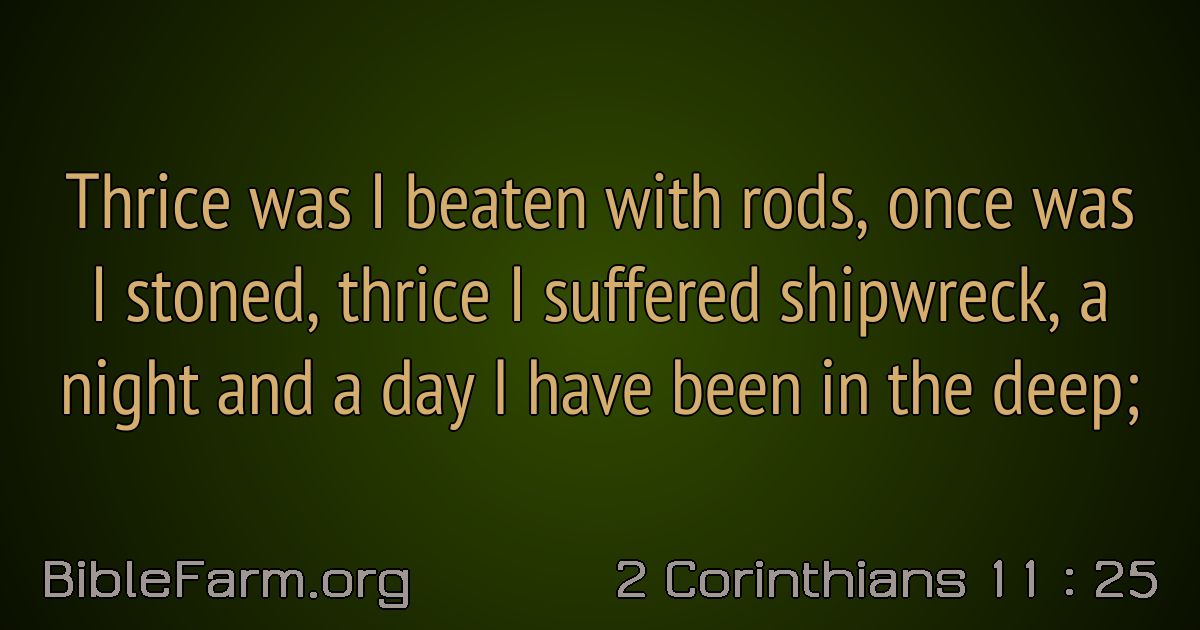 Thrice was I beaten with rods, once was
I stoned, thrice I suffered shipwreck, a
night and a day I have been in the deep;
BibleFarm.org
2 Corinthians 11 : 25